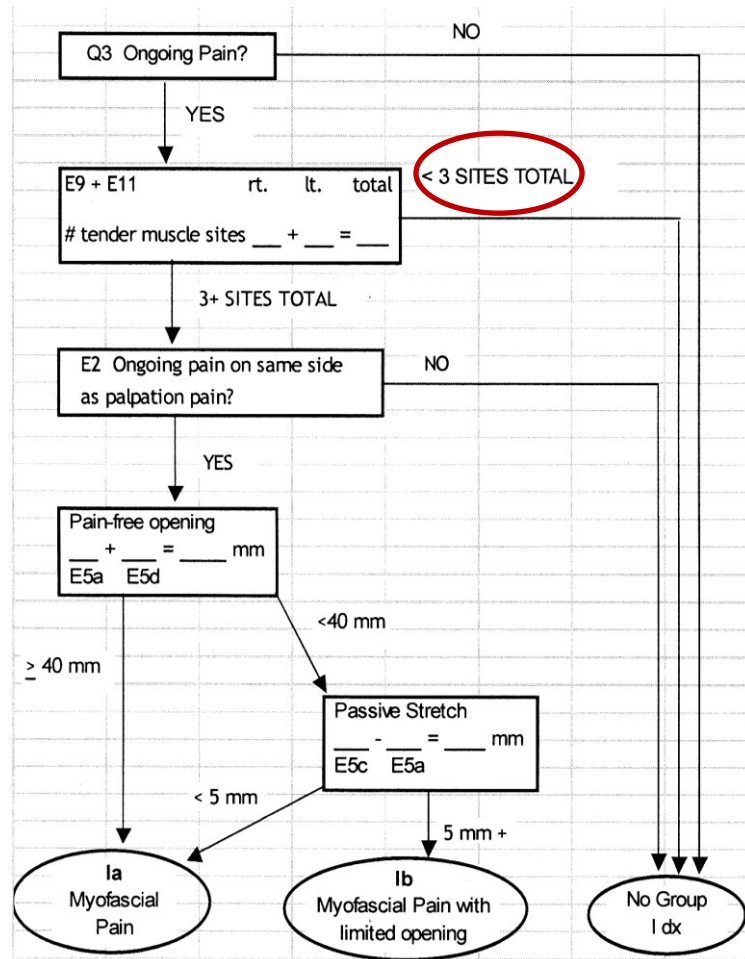 Q3 Ongoing Pain?
NO
YES
E9 + E11 rt. lt. total
# tender muscle sites ___ + ___ = ___
< 3 SITES TOTAL
3+ SITES TOTAL
E2 Ongoing pain on same side
as palpation pain?
NO
YES
Pain-free opening
___ + ___ = ____ mm
E5a E5d
<40 mm
≥ 40 mm
Passive Stretch
___ - ___ = ___ mm
E5c E5a
< 5 mm
5 mm +
Ia
Myofascial
Pain
Ib
Myofascial Pain with
limited opening
No Group
I dx